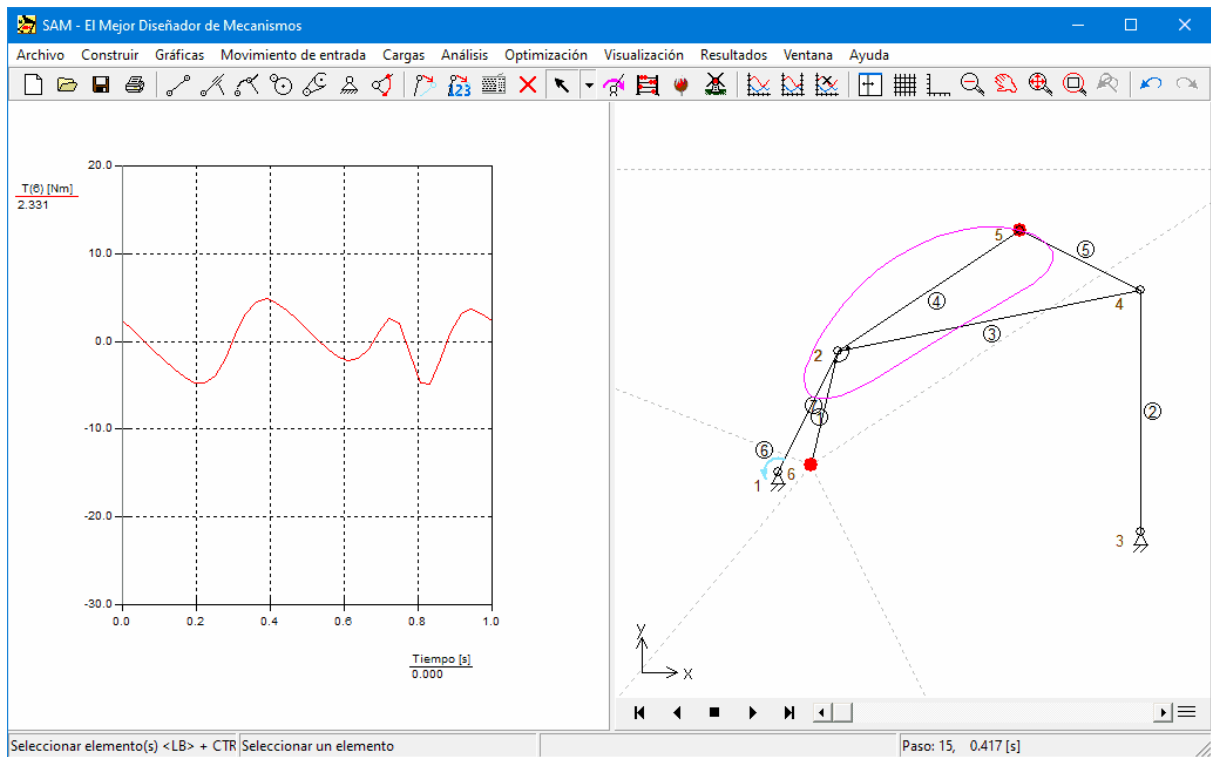 SAM - El Mejor Diseñador de Mecanismos
Archivo Construir Gráficas Movimiento de entrada Cargas Análisis Optimización Visualización Resultados Ventana Ayuda
123
T(6) [Nm]
2.331
20.0
10.0
0.0
-10.0
-20.0
-30.0
0.0 0.2 0.4 0.6 0.8 1.0
Tiempo [s]
0.000
5
5
4
4
3
2
2
6
1
6
3
y
x
Seleccionar elemento(s) <LB> + CTR
Seleccionar un elemento
Paso: 15, 0.417 [s]